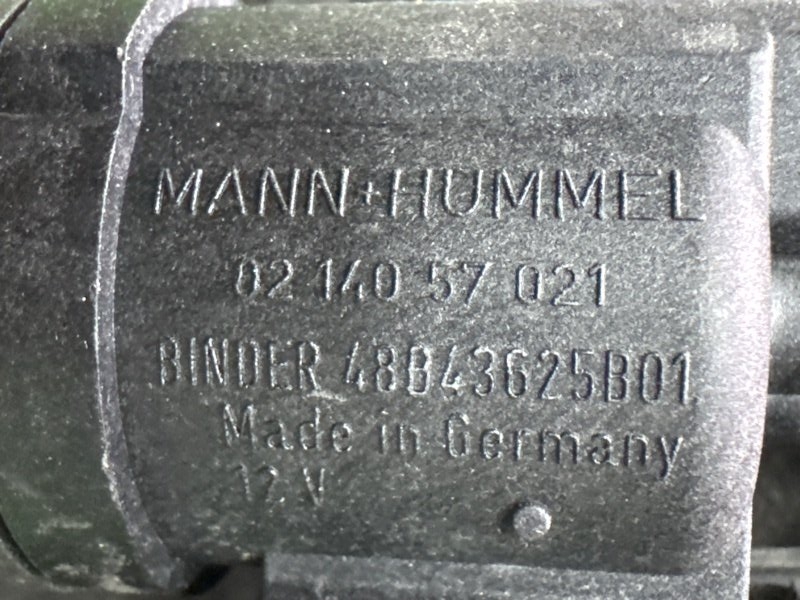 MANN+HUMMEL
02 140 57 021
BINDER 48B43625B01
Made in Germany
12 V